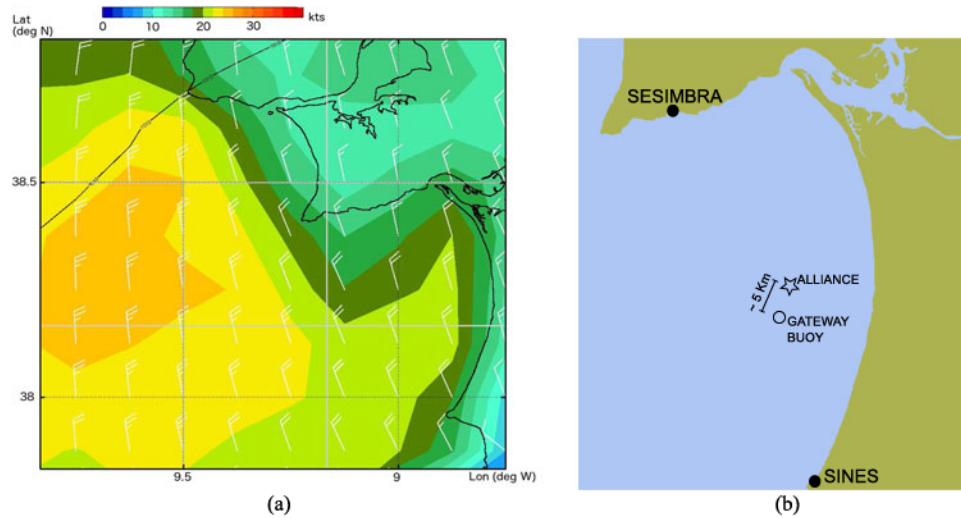 Lat
(deg N)
0 10 20 30 kts
38.5
38
9.5
9
Lon (deg W)
(a)
SESIMBRA
ALLIANCE
~ 5 Km
GATEWAY
BUOY
SINES
(b)